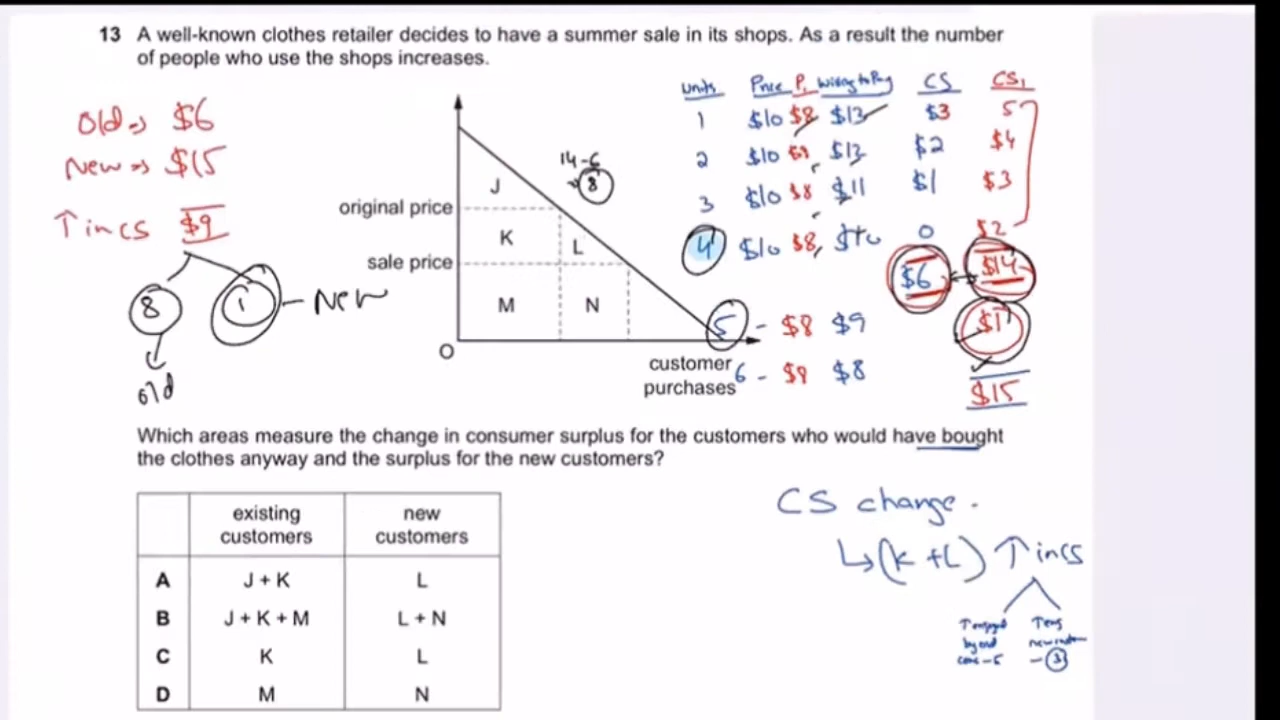 13 A well-known clothes retailer decides to have a summer sale in its shops. As a result the number
of people who use the shops increases.
Old => $6
New => $15
↑ in cs $9
8
1 - New
old
J
14-6
8
original price
K
L
sale price
M
N
O
customer
purchases
Units Price P1 Willing to Pay CS CS1
1 $10 $8 $13 $3 5
2 $10 $8 $12 $2 $4
3 $10 $8 $11 $1 $3
4 $10 $8 $10 0 $2
$6 $14
5 - $8 $9 $1
6 - $8 $8
$15
Which areas measure the change in consumer surplus for the customers who would have bought
the clothes anyway and the surplus for the new customers?
existing
customers
new
customers
A J + K L
B J + K + M L + N
C K L
D M N
CS change.
↳ (K + L) ↑ in cs